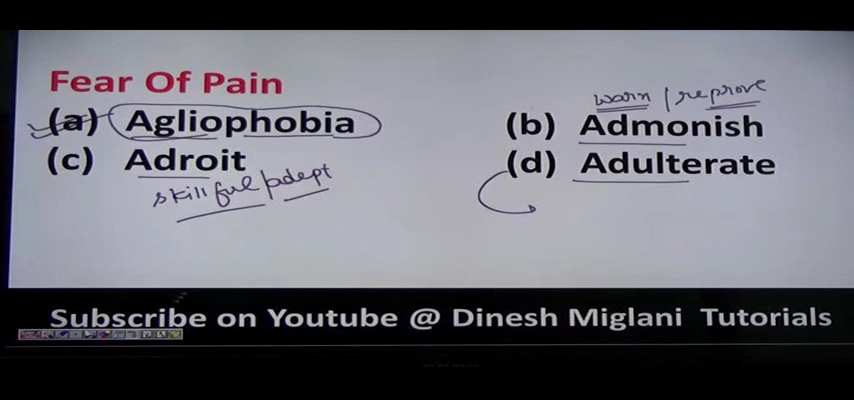 Fear Of Pain
warn / reprove
(a) Agliophobia (b) Admonish
(c) Adroit (d) Adulterate
skillful/adept
Subscribe on Youtube @ Dinesh Miglani Tutorials